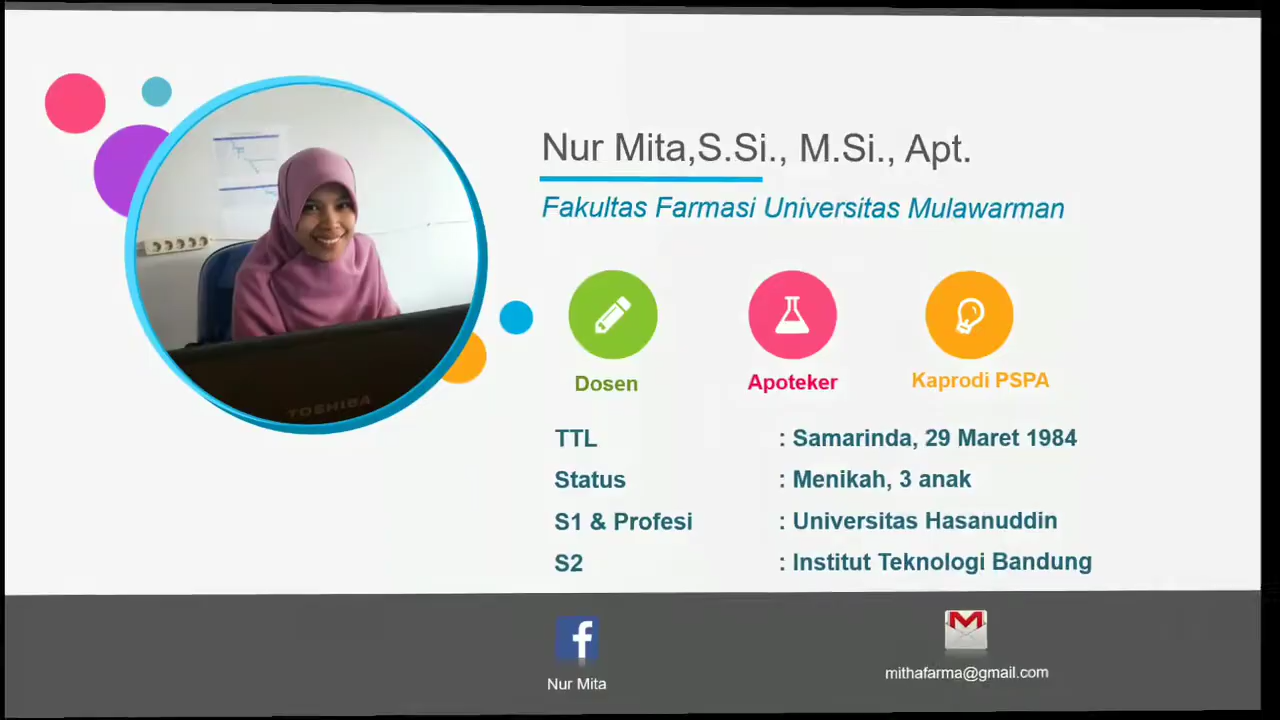 Nur Mita,S.Si., M.Si., Apt.
Fakultas Farmasi Universitas Mulawarman
Dosen
Apoteker
Kaprodi PSPA
TTL : Samarinda, 29 Maret 1984
Status : Menikah, 3 anak
S1 & Profesi : Universitas Hasanuddin
S2 : Institut Teknologi Bandung
TOSHIBA
Nur Mita
mithafarma@gmail.com